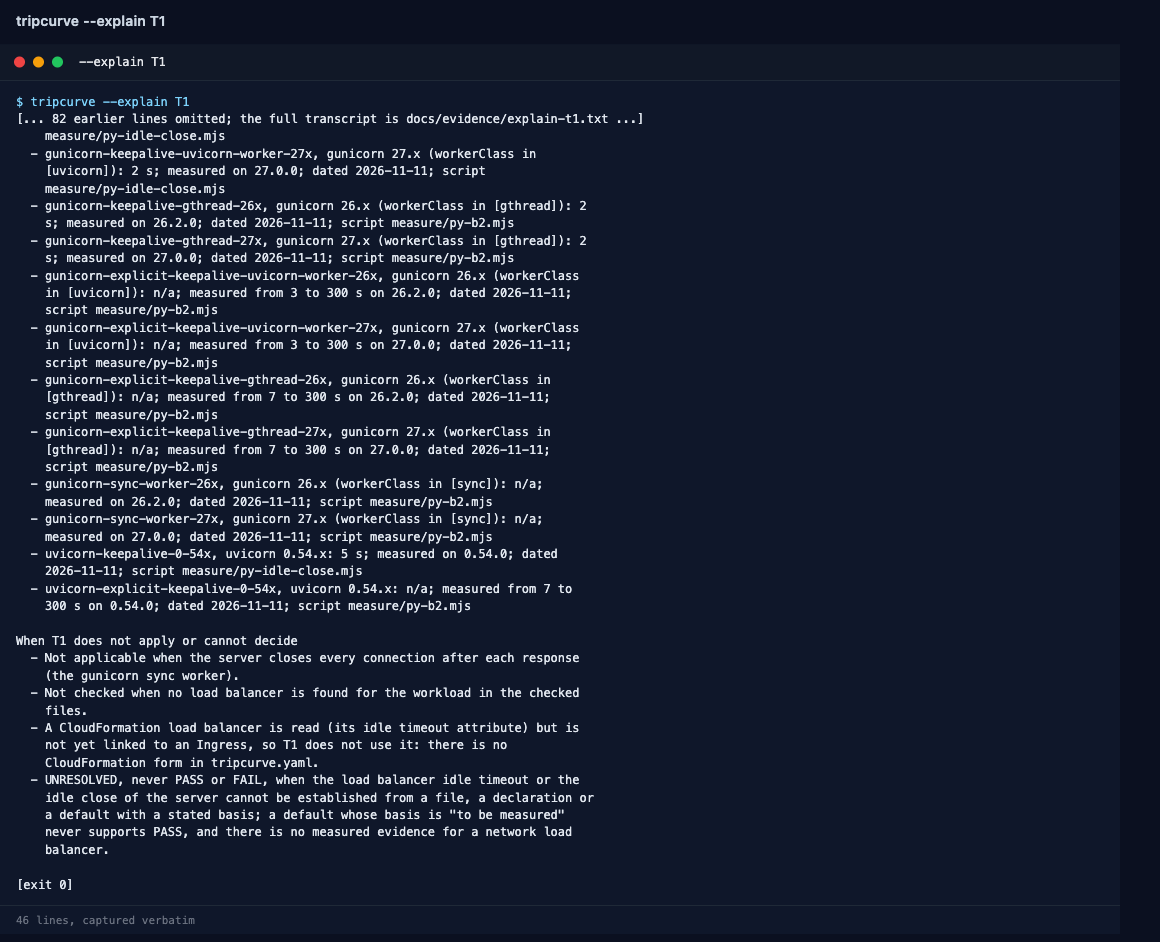 tripcurve --explain T1
--explain T1
$ tripcurve --explain T1
[... 82 earlier lines omitted; the full transcript is docs/evidence/explain-t1.txt ...]
measure/py-idle-close.mjs
- gunicorn-keepalive-uvicorn-worker-27x, gunicorn 27.x (workerClass in
[uvicorn]): 2 s; measured on 27.0.0; dated 2026-11-11; script
measure/py-idle-close.mjs
- gunicorn-keepalive-gthread-26x, gunicorn 26.x (workerClass in [gthread]): 2
s; measured on 26.2.0; dated 2026-11-11; script measure/py-b2.mjs
- gunicorn-keepalive-gthread-27x, gunicorn 27.x (workerClass in [gthread]): 2
s; measured on 27.0.0; dated 2026-11-11; script measure/py-b2.mjs
- gunicorn-explicit-keepalive-uvicorn-worker-26x, gunicorn 26.x (workerClass
in [uvicorn]): n/a; measured from 3 to 300 s on 26.2.0; dated 2026-11-11;
script measure/py-b2.mjs
- gunicorn-explicit-keepalive-uvicorn-worker-27x, gunicorn 27.x (workerClass
in [uvicorn]): n/a; measured from 3 to 300 s on 27.0.0; dated 2026-11-11;
script measure/py-b2.mjs
- gunicorn-explicit-keepalive-gthread-26x, gunicorn 26.x (workerClass in
[gthread]): n/a; measured from 7 to 300 s on 26.2.0; dated 2026-11-11;
script measure/py-b2.mjs
- gunicorn-explicit-keepalive-gthread-27x, gunicorn 27.x (workerClass in
[gthread]): n/a; measured from 7 to 300 s on 27.0.0; dated 2026-11-11;
script measure/py-b2.mjs
- gunicorn-sync-worker-26x, gunicorn 26.x (workerClass in [sync]): n/a;
measured on 26.2.0; dated 2026-11-11; script measure/py-b2.mjs
- gunicorn-sync-worker-27x, gunicorn 27.x (workerClass in [sync]): n/a;
measured on 27.0.0; dated 2026-11-11; script measure/py-b2.mjs
- uvicorn-keepalive-0-54x, uvicorn 0.54.x: 5 s; measured on 0.54.0; dated
2026-11-11; script measure/py-idle-close.mjs
- uvicorn-explicit-keepalive-0-54x, uvicorn 0.54.x: n/a; measured from 7 to
300 s on 0.54.0; dated 2026-11-11; script measure/py-b2.mjs
When T1 does not apply or cannot decide
- Not applicable when the server closes every connection after each response
(the gunicorn sync worker).
- Not checked when no load balancer is found for the workload in the checked
files.
- A CloudFormation load balancer is read (its idle timeout attribute) but is
not yet linked to an Ingress, so T1 does not use it: there is no
CloudFormation form in tripcurve.yaml.
- UNRESOLVED, never PASS or FAIL, when the load balancer idle timeout or the
idle close of the server cannot be established from a file, a declaration or
a default with a stated basis; a default whose basis is "to be measured"
never supports PASS, and there is no measured evidence for a network load
balancer.
[exit 0]
46 lines, captured verbatim